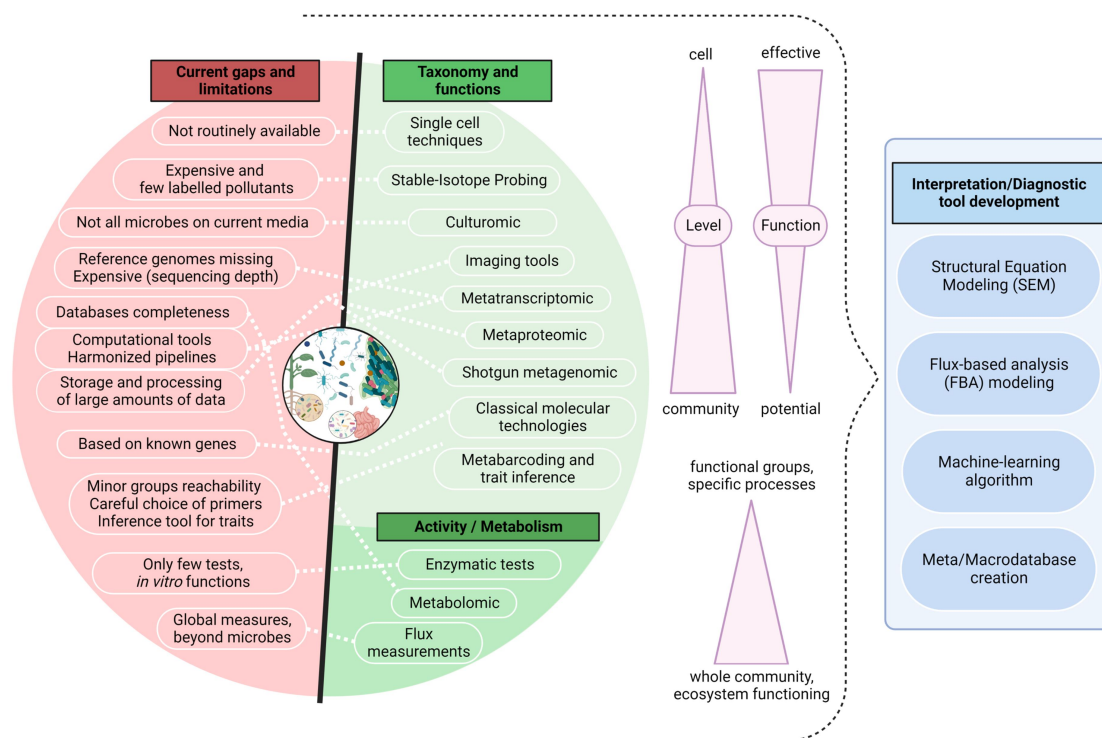 Current gaps and
limitations
Not routinely available
Expensive and
few labelled pollutants
Not all microbes on current media
Reference genomes missing
Expensive (sequencing depth)
Databases completeness
Computational tools
Harmonized pipelines
Storage and processing
of large amounts of data
Based on known genes
Minor groups reachability
Careful choice of primers
Inference tool for traits
Only few tests,
in vitro functions
Global measures,
beyond microbes
Taxonomy and
functions
Single cell
techniques
Stable-Isotope Probing
Culturomic
Imaging tools
Metatranscriptomic
Metaproteomic
Shotgun metagenomic
Classical molecular
technologies
Metabarcoding and
trait inference
Activity / Metabolism
Enzymatic tests
Metabolomic
Flux
measurements
cell
Level
community
effective
Function
potential
functional groups,
specific processes
whole community,
ecosystem functioning
Interpretation/Diagnostic
tool development
Structural Equation
Modeling (SEM)
Flux-based analysis
(FBA) modeling
Machine-learning
algorithm
Meta/Macrodatabase
creation